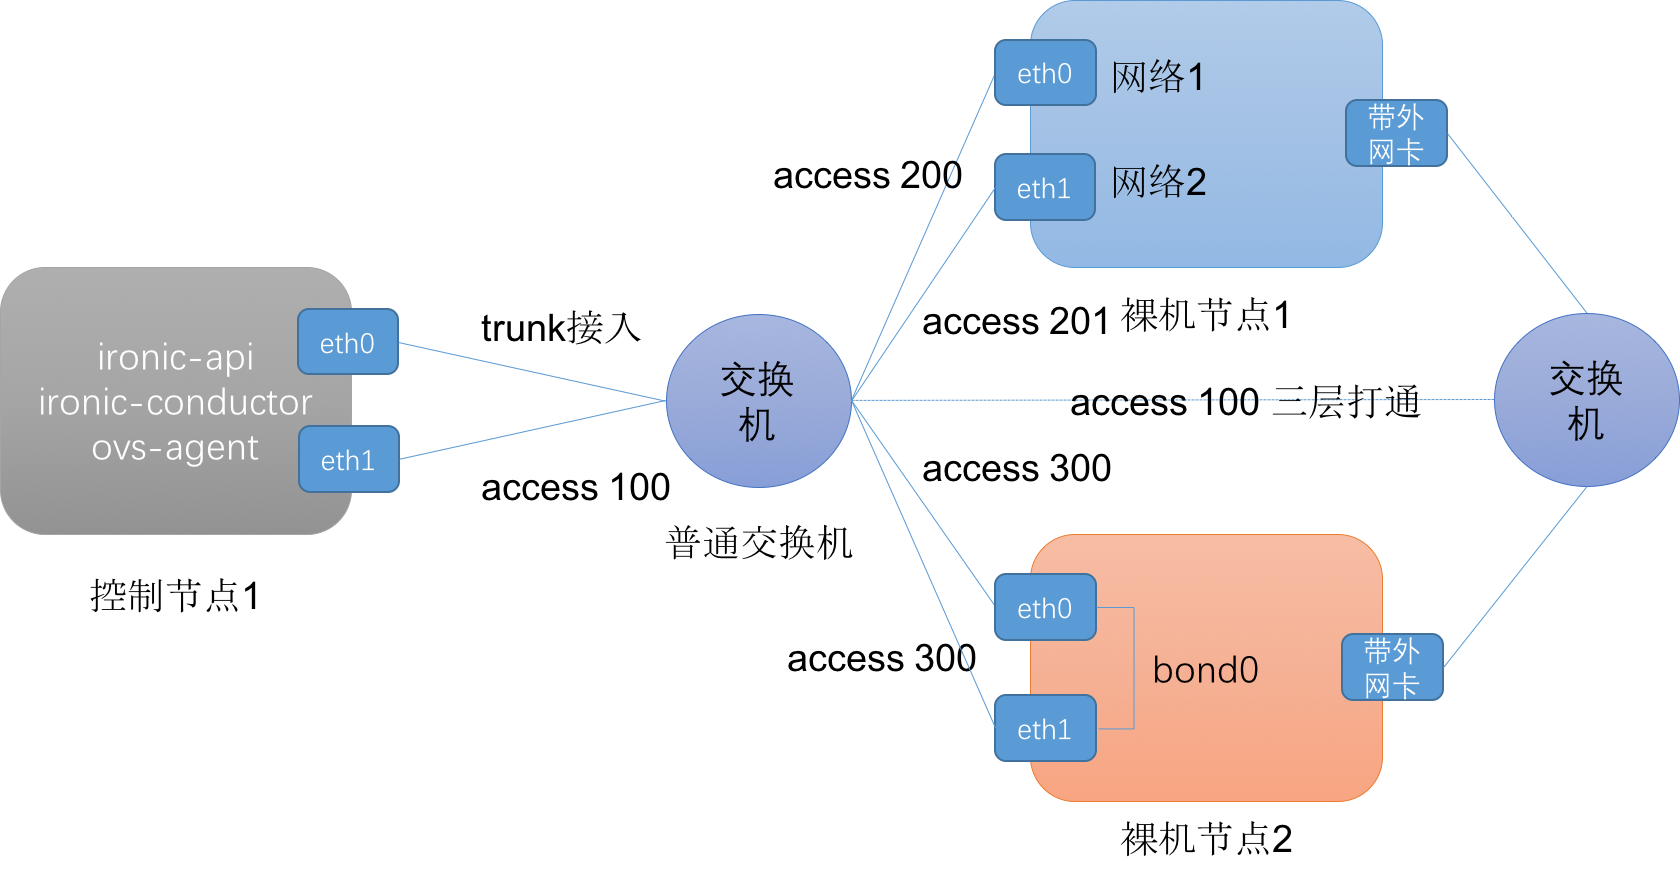 ironic-api
ironic-conductor
ovs-agent
eth0
eth1
控制节点1
trunk接入
access 100
交换
机
普通交换机
access 200
access 201
eth0
网络1
eth1
网络2
带外
网卡
裸机节点1
access 100 三层打通
交换
机
access 300
access 300
eth0
eth1
bond0
带外
网卡
裸机节点2